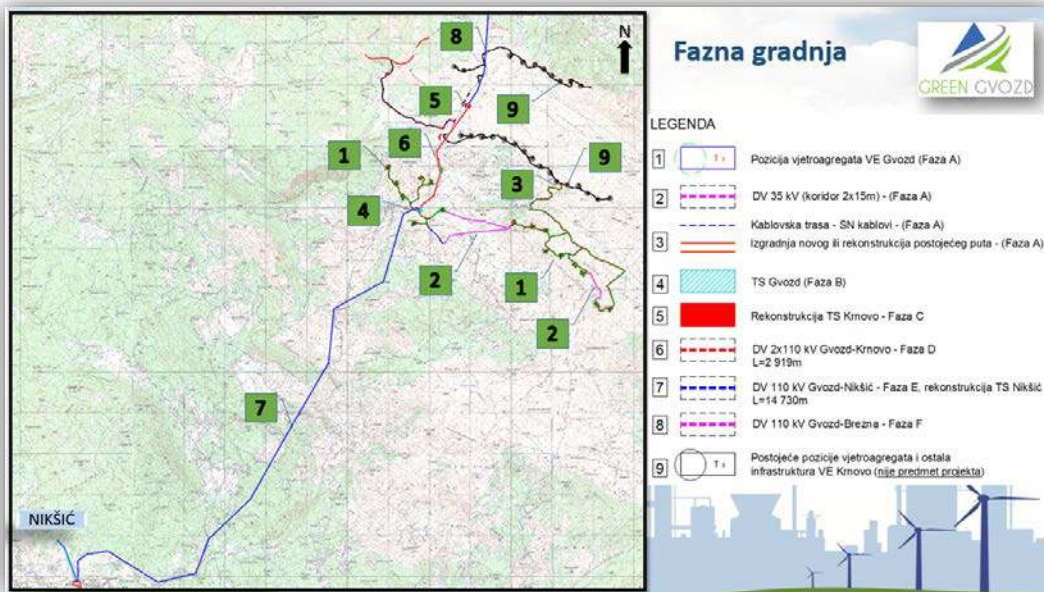 Fazna gradnja
GREEN GVOZD
N
8
5
9
1
6
9
3
4
2
1
2
7
NIKŠIĆ
LEGENDA
1 Pozicija vjetroagregata VE Gvozd (Faza A)
2 DV 35 kV (koridor 2x15m) - (Faza A)
Kablovska trasa - SN kablovi - (Faza A)
3 Izgradnja novog ili rekonstrukcija postojećeg puta - (Faza A)
4 TS Gvozd (Faza B)
5 Rekonstrukcija TS Krnovo - Faza C
6 DV 2x110 kV Gvozd-Krnovo - Faza D
L=2 919m
7 DV 110 kV Gvozd-Nikšić - Faza E, rekonstrukcija TS Nikšić
L=14 730m
8 DV 110 kV Gvozd-Brezna - Faza F
9 Postojeće pozicije vjetroagregata i ostala
infrastruktura VE Krnovo (nije predmet projekta)